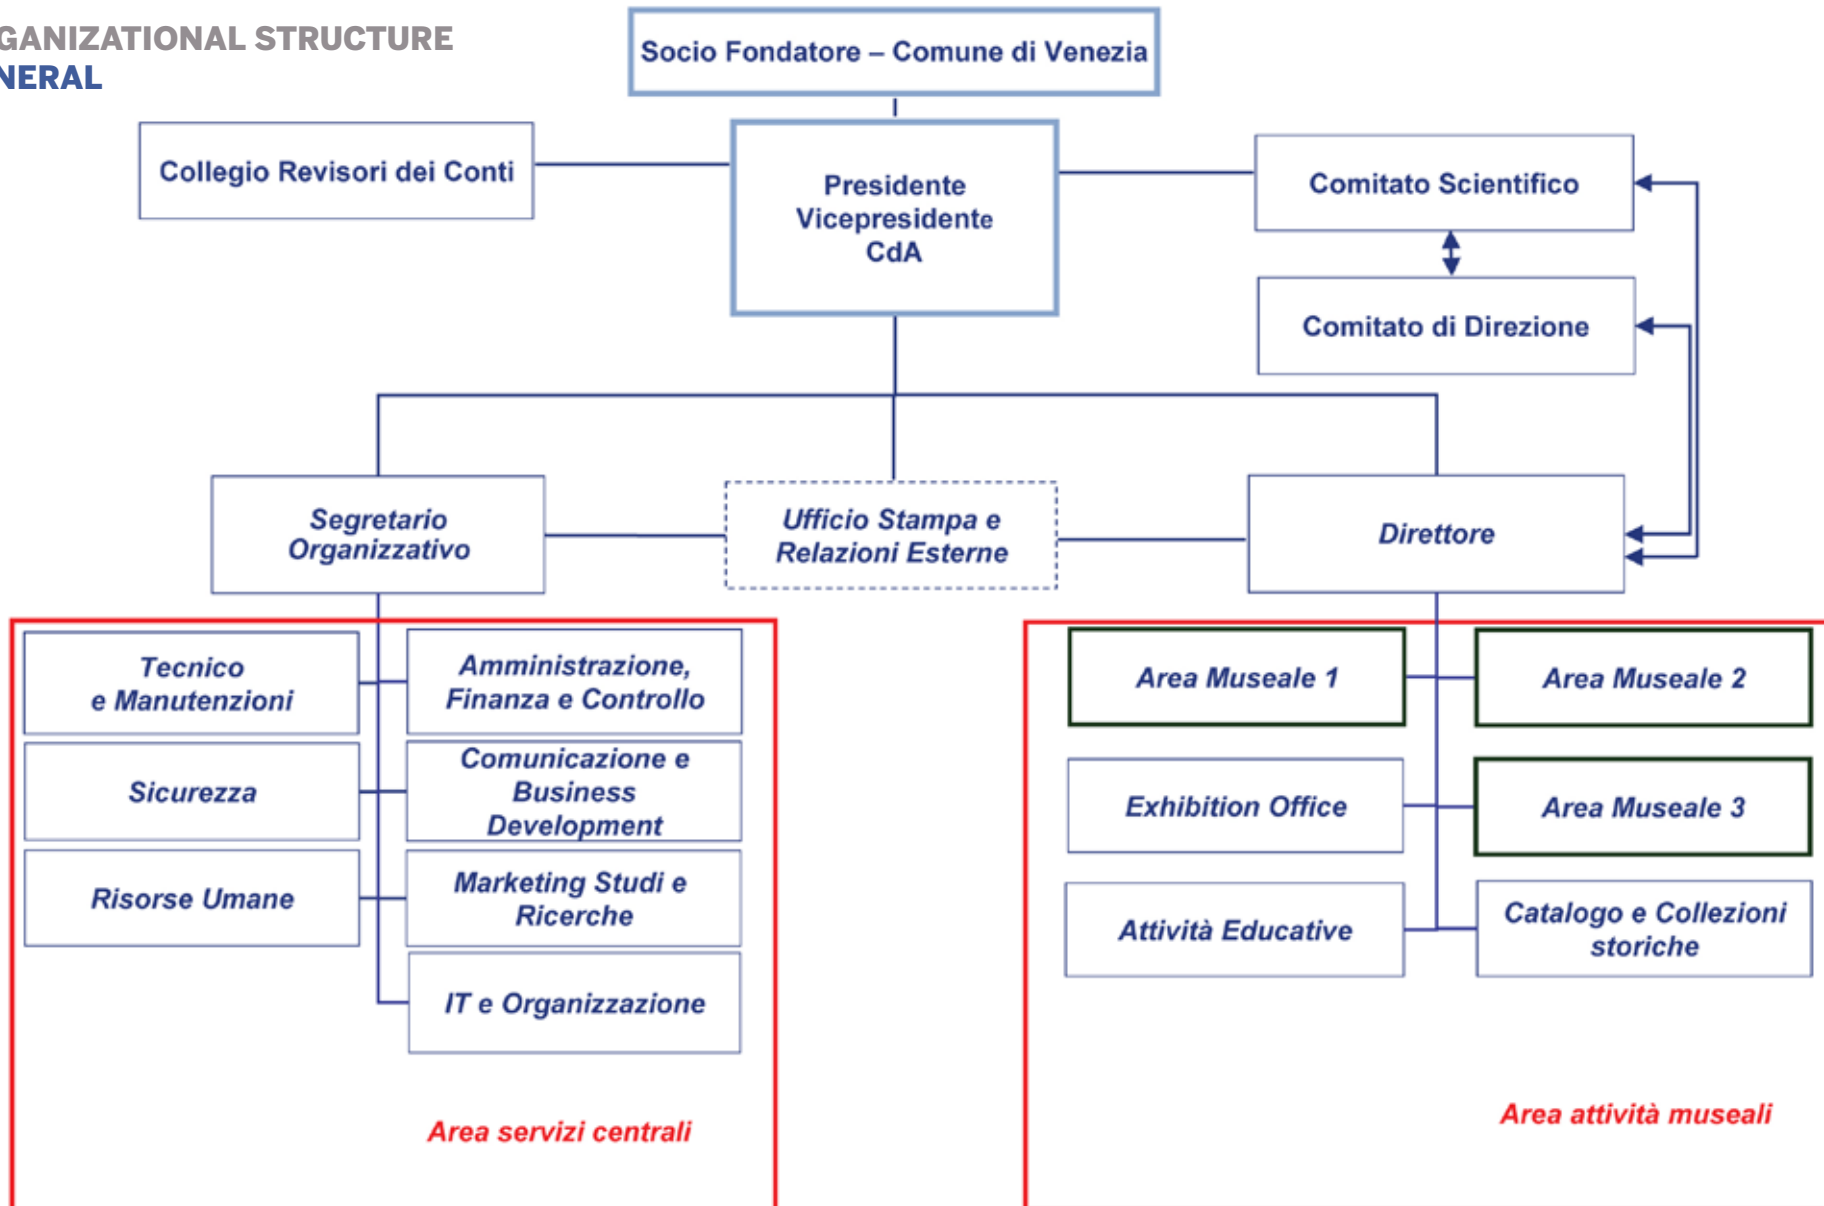 GANIZATIONAL STRUCTURE
NERAL
Socio Fondatore – Comune di Venezia
Collegio Revisori dei Conti
Presidente
Vicepresidente
CdA
Comitato Scientifico
Comitato di Direzione
Segretario
Organizzativo
Ufficio Stampa e
Relazioni Esterne
Direttore
Tecnico
e Manutenzioni
Amministrazione,
Finanza e Controllo
Sicurezza
Comunicazione e
Business
Development
Risorse Umane
Marketing Studi e
Ricerche
IT e Organizzazione
Area servizi centrali
Area Museale 1
Area Museale 2
Exhibition Office
Area Museale 3
Attività Educative
Catalogo e Collezioni
storiche
Area attività museali